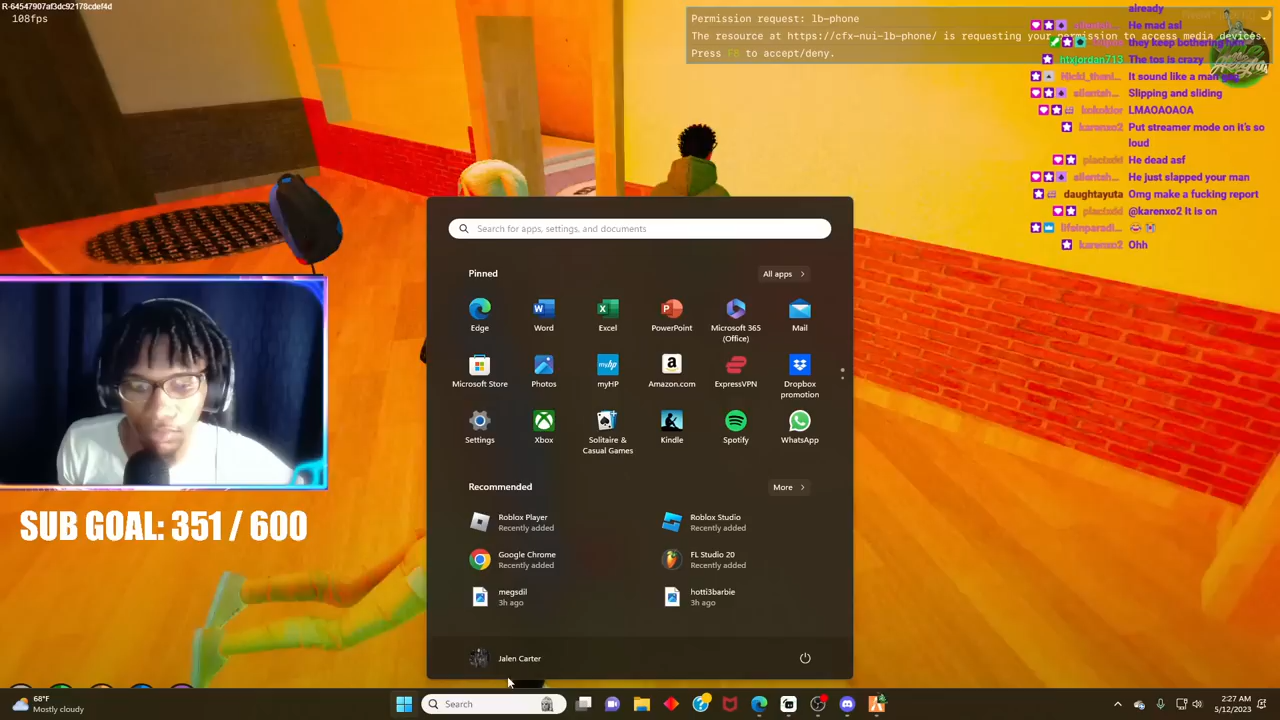 R-64547907af3dc92178cdef4d
108fps
Permission request: lb-phone
The resource at https://cfx-nui-lb-phone/ is requesting your permission to access media devices.
Press F8 to accept/deny.
already
He mad asl
they keep bothering him
htxjordan713 The tos is crazy
It sound like a man
Slipping and sliding
kokokior LMAOAOAOA
karenxo2 Put streamer mode on it's so
loud
He dead asf
He just slapped your man
daughtayuta Omg make a fucking report
@karenxo2 It is on
lifeinparadi...
karenxo2 Ohh
Search for apps, settings, and documents
Pinned
All apps
Edge
Word
Excel
PowerPoint
Microsoft 365
(Office)
Mail
Microsoft Store
Photos
myHP
Amazon.com
ExpressVPN
Dropbox
promotion
Settings
Xbox
Solitaire &
Casual Games
Kindle
Spotify
WhatsApp
Recommended
More
Roblox Player
Recently added
Roblox Studio
Recently added
Google Chrome
Recently added
FL Studio 20
Recently added
megsdil
3h ago
hotti3barbie
3h ago
Jalen Carter
SUB GOAL: 351 / 600
68°F
Mostly cloudy
Search
2:27 AM
5/12/2023